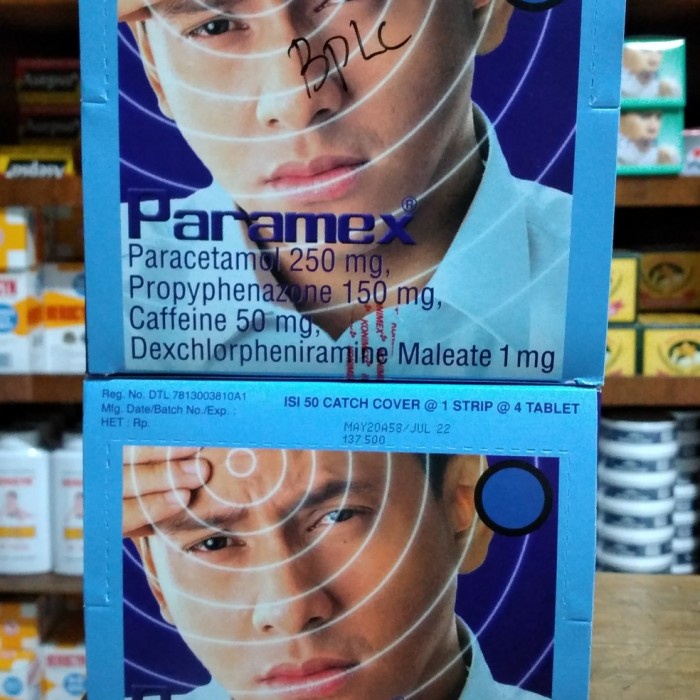 BPLC
Paramex®
Paracetamol 250 mg,
Propyphenazone 150 mg,
Caffeine 50 mg,
Dexchlorpheniramine Maleate 1 mg
Reg. No. DTL 7813003810A1
Mfg. Date/Batch No./Exp. :
HET : Rp.
ISI 50 CATCH COVER @ 1 STRIP @ 4 TABLET
MAY20A58/JUL 22
137.500
Paramex